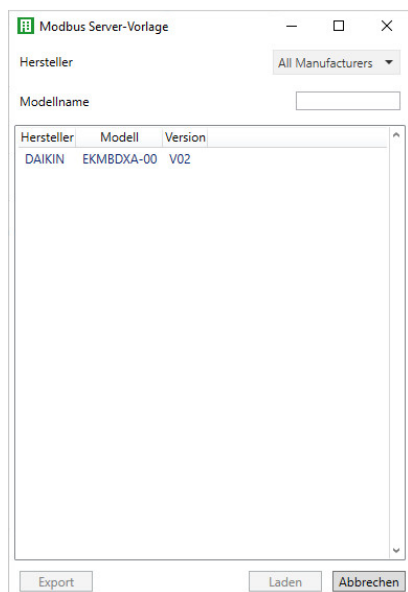 Modbus Server-Vorlage
Hersteller All Manufacturers
Modellname
Hersteller Modell Version
DAIKIN EKMBDXA-00 V02
Export Laden Abbrechen